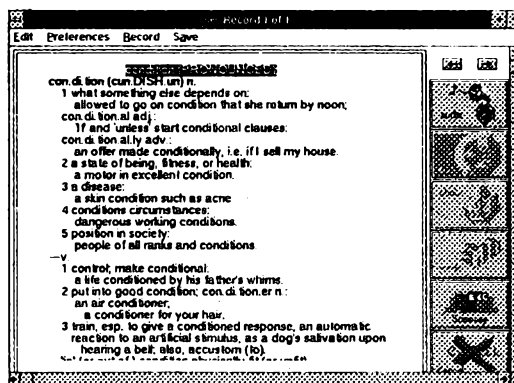 Record 1 of 1
Edit Preferences Record Save
con.di.tion (cun.DISH.un) n.
1 what something else depends on:
allowed to go on condition that she return by noon;
con.di.tion.al adj.:
'If and 'unless' start conditional clauses:
con.di.tion.al.ly adv.:
an offer made conditionally, i.e. if I sell my house.
2 a state of being, fitness, or health:
a motor in excellent condition.
3 a disease:
a skin condition such as acne
4 conditions circumstances:
dangerous working conditions.
5 position in society:
people of all ranks and conditions
—v.
1 control; make conditional:
a life conditioned by his father's whims.
2 put into good condition; con.di.tion.er n.:
an air conditioner;
a conditioner for your hair.
3 train, esp. to give a conditioned response, an automatic
reaction to an artificial stimulus, as a dog's salivation upon
hearing a bell; also, accustom (to).